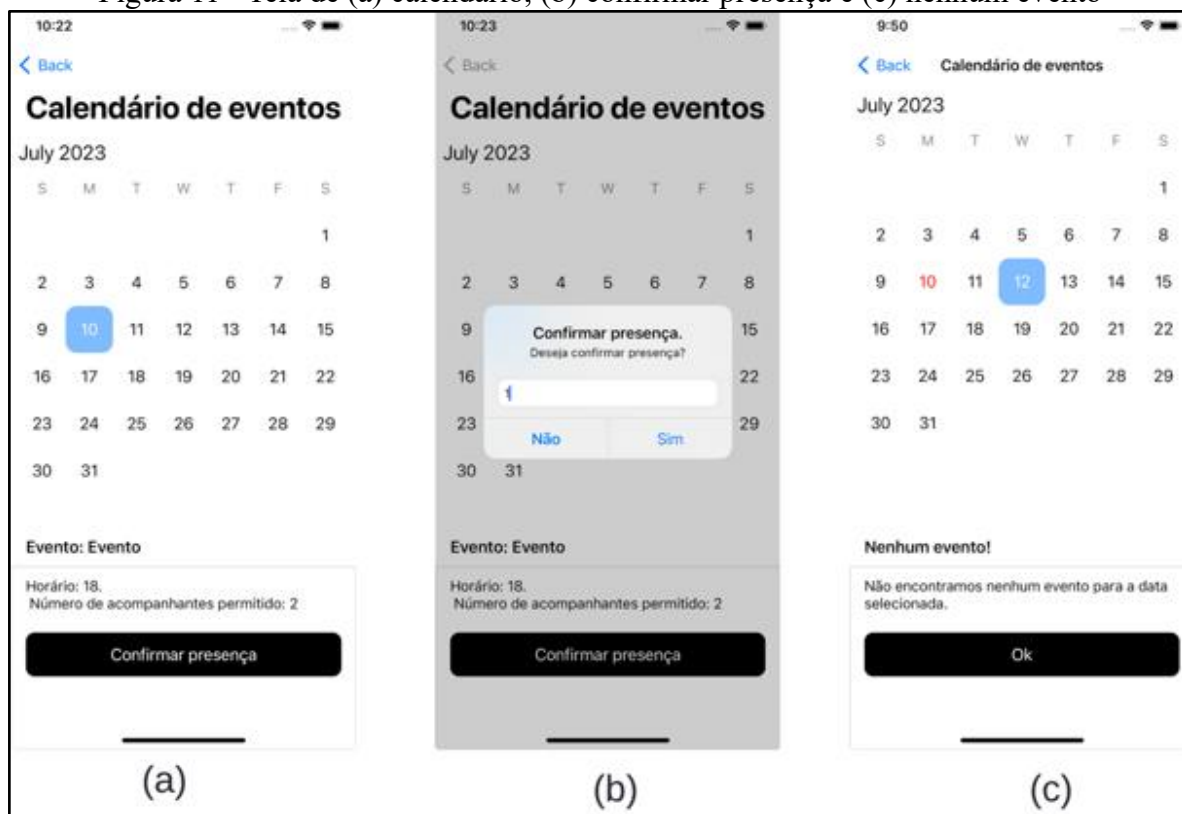 Figura 11 - Tela de (a) calendário, (b) confirmar presença e (c) nenhum evento
10:22
Back
Calendário de eventos
July 2023
S M T W T F S
1
2 3 4 5 6 7 8
9 10 11 12 13 14 15
16 17 18 19 20 21 22
23 24 25 26 27 28 29
30 31
Evento: Evento
Horário: 18.
Número de acompanhantes permitido: 2
Confirmar presença
(a)
10:23
Back
Calendário de eventos
July 2023
S M T W T F S
1
2 3 4 5 6 7 8
9 15
Confirmar presença.
Deseja confirmar presença?
16 22
1
23 29
Não Sim
30 31
Evento: Evento
Horário: 18.
Número de acompanhantes permitido: 2
Confirmar presença
(b)
9:50
Back Calendário de eventos
July 2023
S M T W T F S
1
2 3 4 5 6 7 8
9 10 11 12 13 14 15
16 17 18 19 20 21 22
23 24 25 26 27 28 29
30 31
Nenhum evento!
Não encontramos nenhum evento para a data
selecionada.
Ok
(c)